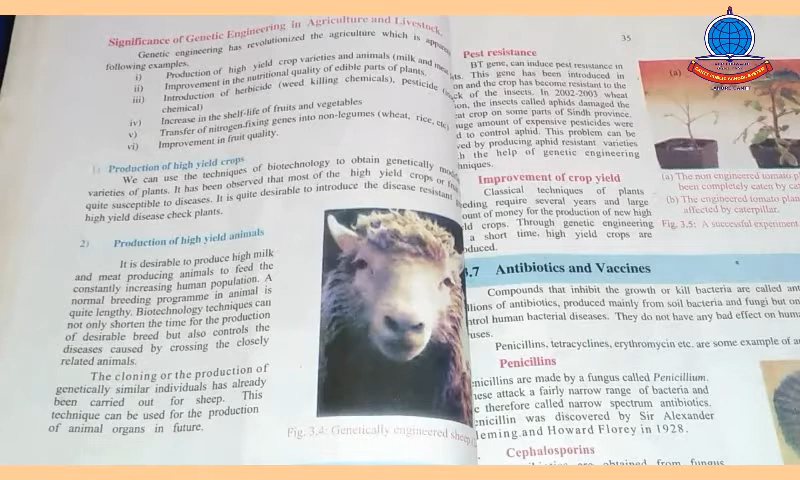 Significance of Genetic Engineering in Agriculture and Livestock.
Genetic engineering has revolutionized the agriculture which is
following examples.
i) Production of high yield crop varieties and animals (milk and
ii) Improvement in the nutritional quality of edible parts of plants.
iii) Introduction of herbicide (weed killing chemicals), pesticide
chemical)
iv) Increase in the shelf-life of fruits and vegetables
v) Transfer of nitrogen-fixing genes into non-legumes (wheat, rice, etc)
vi) Improvement in fruit quality.
1) Production of high yield crops
We can use the techniques of biotechnology to obtain genetically
varieties of plants. It has been observed that most of the high yield crops or
quite susceptible to diseases. It is quite desirable to introduce the disease resistant
high yield disease check plants.
2) Production of high yield animals
It is desirable to produce high milk
and meat producing animals to feed the
constantly increasing human population. A
normal breeding programme in animal is
quite lengthy. Biotechnology techniques can
not only shorten the time for the production
of desirable breed but also controls the
diseases caused by crossing the closely
related animals.
The cloning or the production of
genetically similar individuals has already
been carried out for sheep. This
technique can be used for the production
of animal organs in future.
Fig. 3.4: Genetically engineered sheep
35
Pest resistance
BT gene, can induce pest resistance in
This gene has been introduced in
on and the crop has become resistant to the
of the insects. In 2002-2003 wheat
the insects called aphids damaged the
crop on some parts of Sindh province.
amount of expensive pesticides were
to control aphid. This problem can be
by producing aphid resistant varieties
the help of genetic engineering
Improvement of crop yield
Classical techniques of plants
require several years and large
of money for the production of new high
crops. Through genetic engineering
a short time, high yield crops are
(a)
(a) The non engineered tomato
been completely eaten by
(b) The engineered tomato
affected by caterpillar.
Fig. 3.5: A successful experiment
.7 Antibiotics and Vaccines
Compounds that inhibit the growth or kill bacteria are called
of antibiotics, produced mainly from soil bacteria and fungi but
human bacterial diseases. They do not have any bad effect on
Penicillins, tetracyclines, erythromycin etc. are some example of
Penicillins
are made by a fungus called Penicillium.
attack a fairly narrow range of bacteria and
therefore called narrow spectrum antibiotics.
was discovered by Sir Alexander
and Howard Florey in 1928.
Cephalosporins
are obtained from fungus